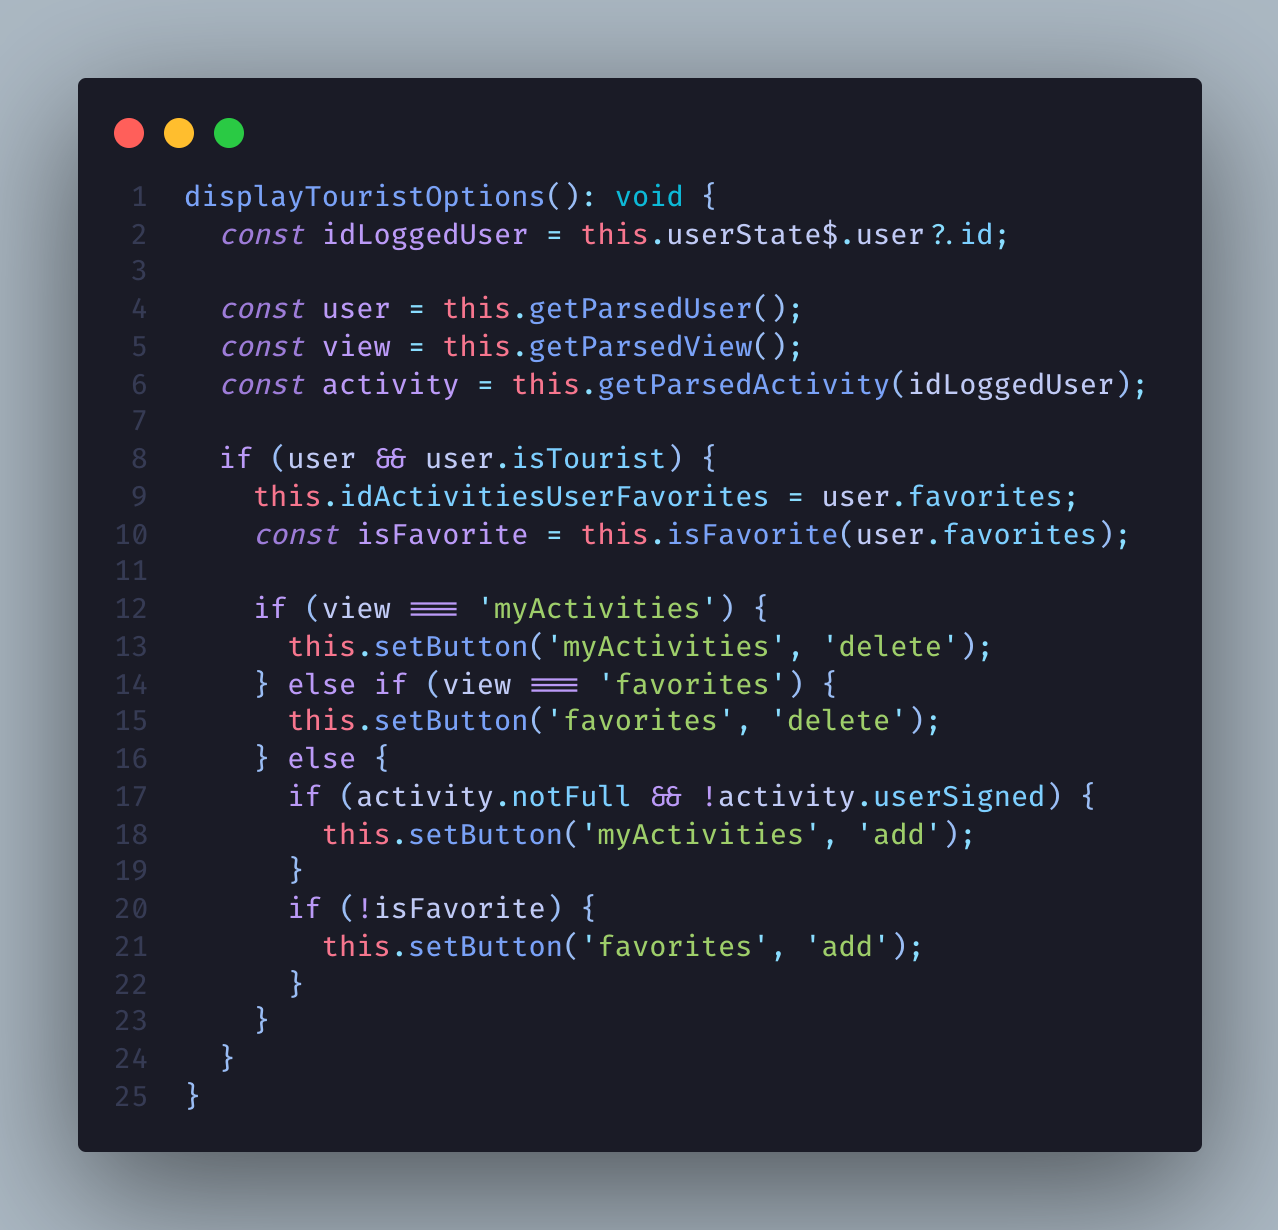 1 displayTouristOptions(): void {
2   const idLoggedUser = this.userState$.user?.id;
3
4   const user = this.getParsedUser();
5   const view = this.getParsedView();
6   const activity = this.getParsedActivity(idLoggedUser);
7
8   if (user && user.isTourist) {
9     this.idActivitiesUserFavorites = user.favorites;
10     const isFavorite = this.isFavorite(user.favorites);
11
12     if (view === 'myActivities') {
13       this.setButton('myActivities', 'delete');
14     } else if (view === 'favorites') {
15       this.setButton('favorites', 'delete');
16     } else {
17       if (activity.notFull && !activity.userSigned) {
18         this.setButton('myActivities', 'add');
19       }
20       if (!isFavorite) {
21         this.setButton('favorites', 'add');
22       }
23     }
24   }
25 }